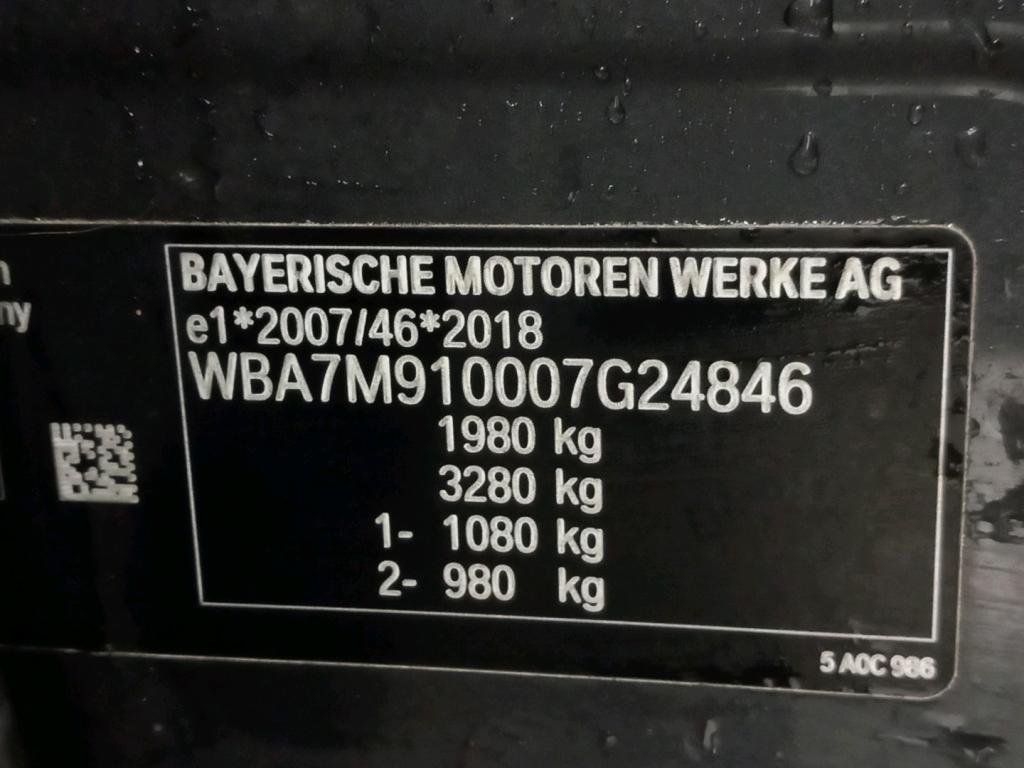 ny
BAYERISCHE MOTOREN WERKE AG
e1*2007/46*2018
WBA7M910007G24846
1980 kg
3280 kg
1- 1080 kg
2- 980 kg
5 A0C 986